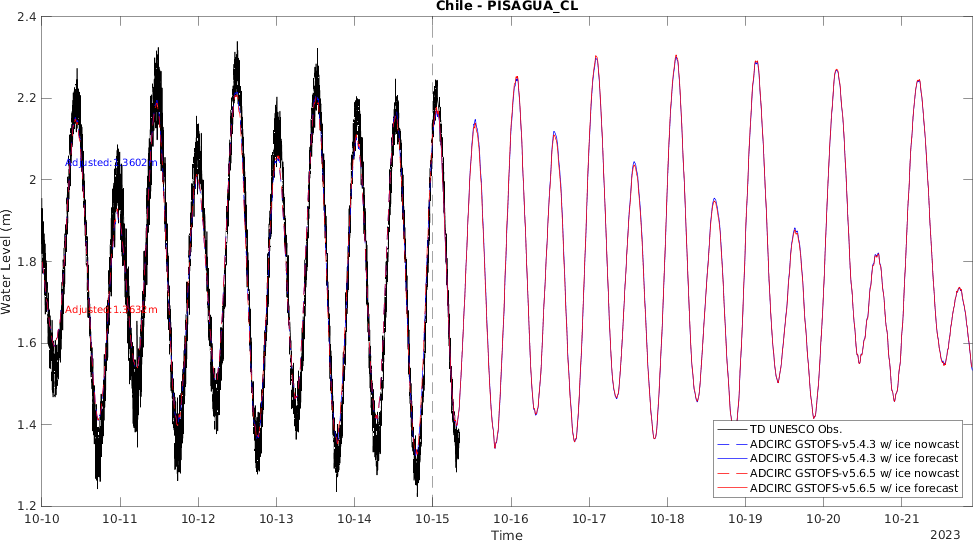 Chile - PISAGUA_CL
2.4
2.2
2
1.8
1.6
1.4
1.2
Water Level (m)
10-10
10-11
10-12
10-13
10-14
10-15
10-16
10-17
10-18
10-19
10-20
10-21
Time
2023
TD UNESCO Obs.
ADCIRC GSTOFS-v5.4.3 w/ ice nowcast
ADCIRC GSTOFS-v5.4.3 w/ ice forecast
ADCIRC GSTOFS-v5.6.5 w/ ice nowcast
ADCIRC GSTOFS-v5.6.5 w/ ice forecast